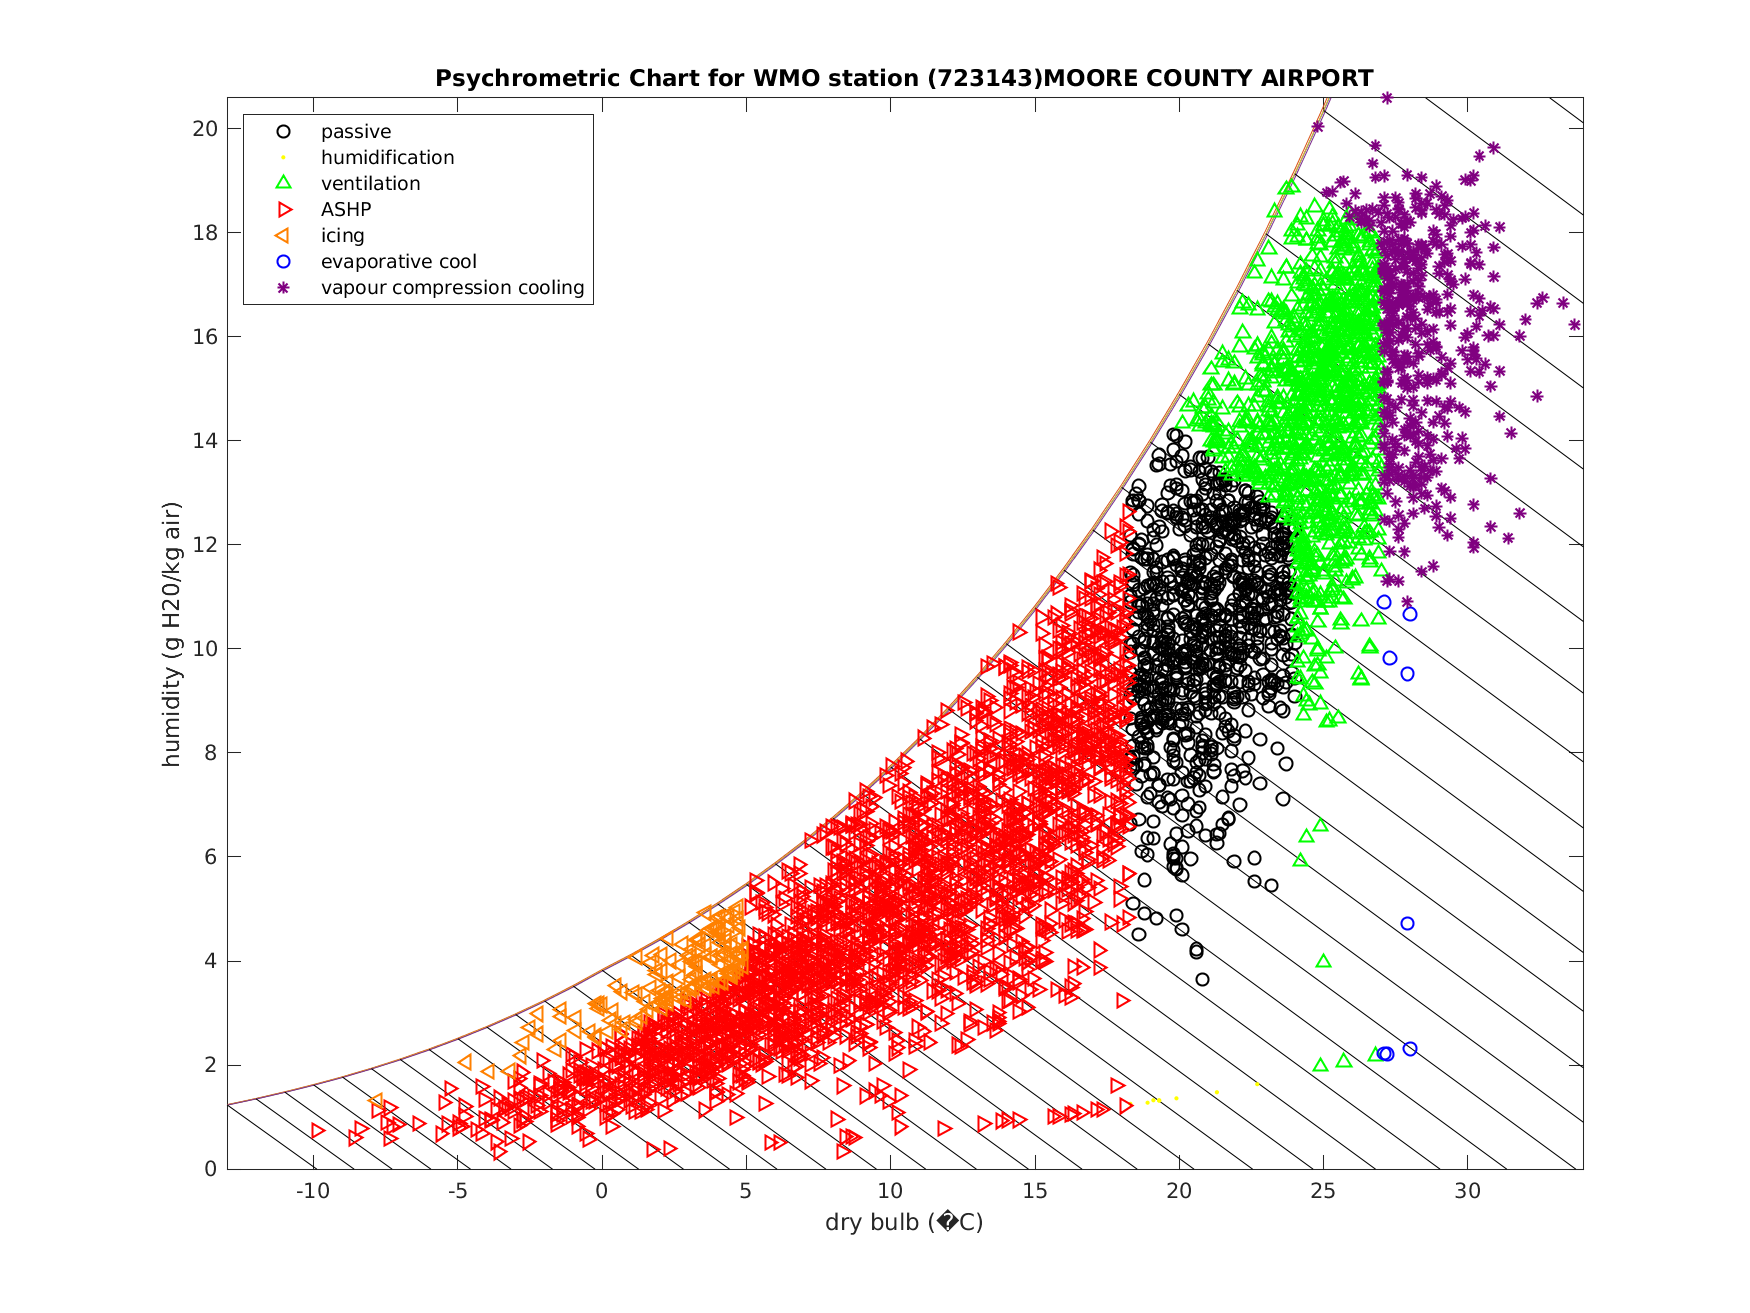 Psychrometric Chart for WMO station (723143)MOORE COUNTY AIRPORT
passive
humidification
ventilation
ASHP
icing
evaporative cool
vapour compression cooling
humidity (g H20/kg air)
20
18
16
14
12
10
8
6
4
2
0
-10 -5 0 5 10 15 20 25 30
dry bulb (�C)